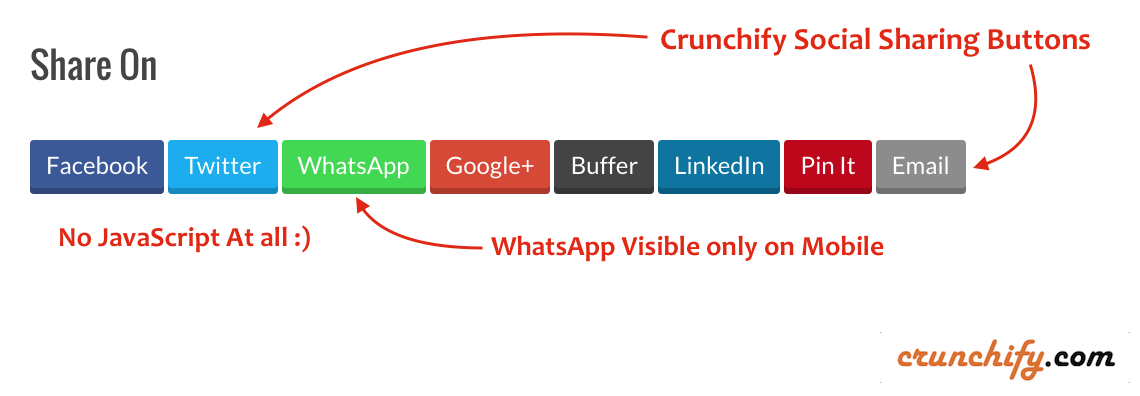 Crunchify Social Sharing Buttons
Share On
Facebook Twitter WhatsApp Google+ Buffer LinkedIn Pin It Email
No JavaScript At all :)
WhatsApp Visible only on Mobile
crunchify.com